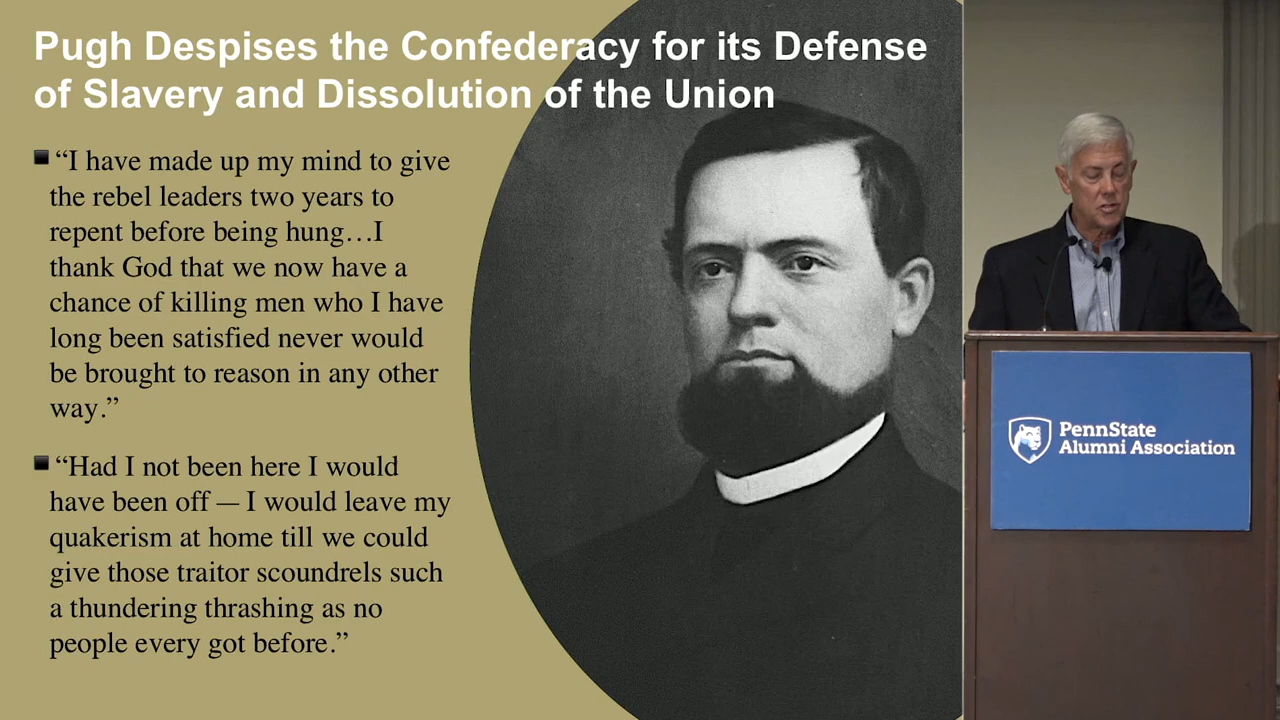 Pugh Despises the Confederacy for its Defense
of Slavery and Dissolution of the Union
“I have made up my mind to give
the rebel leaders two years to
repent before being hung…I
thank God that we now have a
chance of killing men who I have
long been satisfied never would
be brought to reason in any other
way.”
“Had I not been here I would
have been off — I would leave my
quakerism at home till we could
give those traitor scoundrels such
a thundering thrashing as no
people every got before.”
PennState
Alumni Association